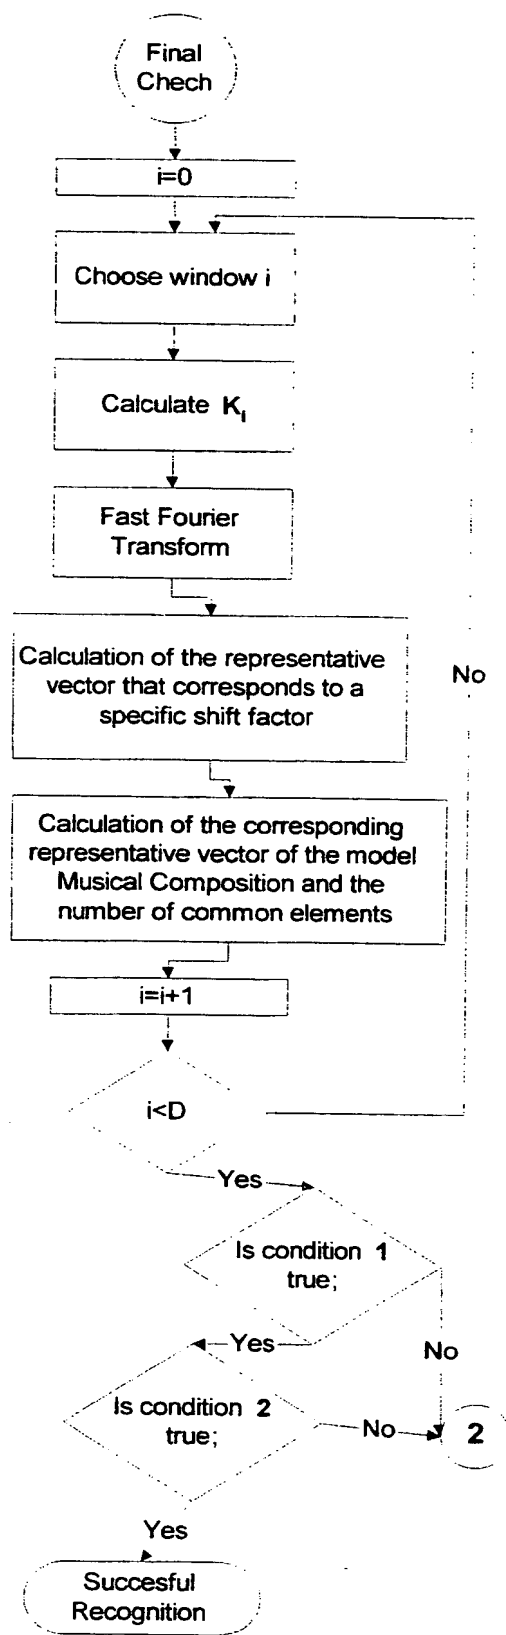 Final
Chech
i=0
Choose window i
Calculate Ki
Fast Fourier
Transform
Calculation of the representative
vector that corresponds to a
specific shift factor
No
Calculation of the corresponding
representative vector of the model
Musical Composition and the
number of common elements
i=i+1
i<D
Yes
Is condition 1
true;
Yes
No
Is condition 2
true;
No
2
Yes
Succesful
Recognition